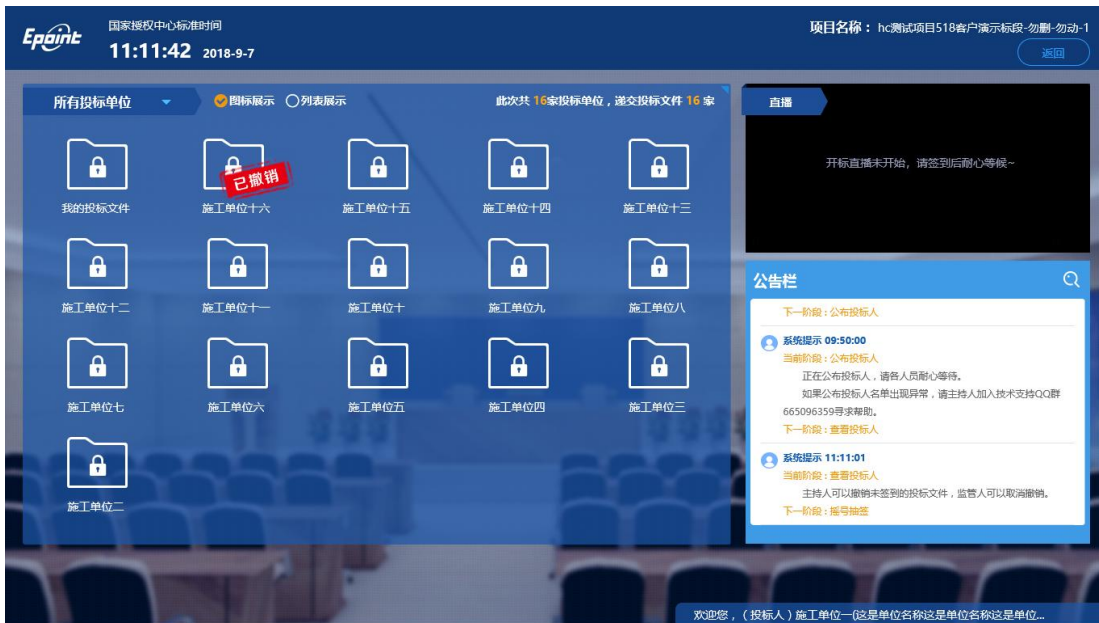 Epoint
国家授权中心标准时间
11:11:42 2018-9-7
项目名称： hc测试项目518客户演示标段-勿删-勿动-1
返回
所有投标单位
图标展示 列表展示
此次共 16家投标单位，递交投标文件 16 家
我的投标文件 施工单位十六 施工单位十五 施工单位十四 施工单位十三
已撤销
施工单位十二 施工单位十一 施工单位十 施工单位九 施工单位八
施工单位七 施工单位六 施工单位五 施工单位四 施工单位三
施工单位二
直播
开标直播未开始，请签到后耐心等候~
公告栏
下一阶段：公布投标人
系统提示 09:50:00
当前阶段：公布投标人
正在公布投标人，请各人员耐心等待。
如果公布投标人名单出现异常，请主持人加入技术支持QQ群
665096359寻求帮助。
下一阶段：查看投标人
系统提示 11:11:01
当前阶段：查看投标人
主持人可以撤销未签到的投标文件，监管人可以取消撤销。
下一阶段：摇号抽签
欢迎您，（投标人）施工单位一(这是单位名称这是单位名称这是单位...